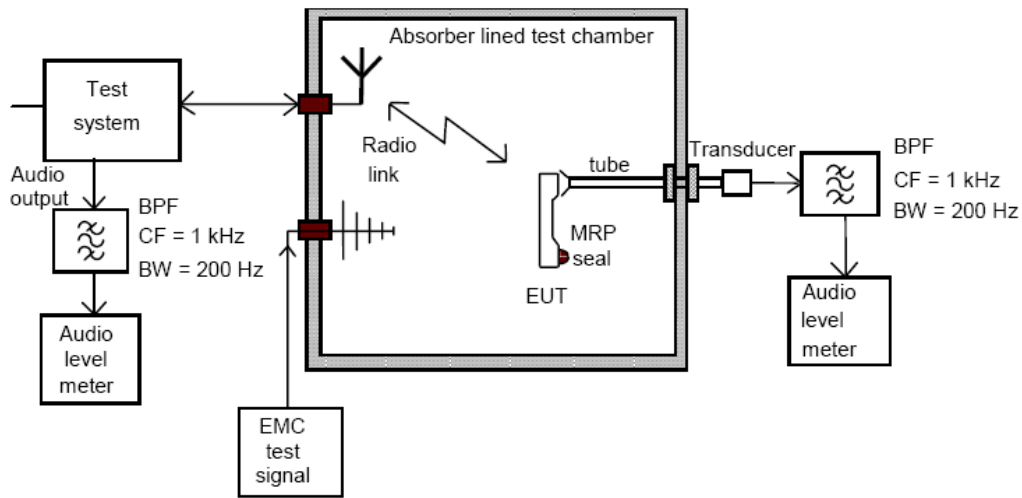 Absorber lined test chamber
Test
system
Audio
output
BPF
CF = 1 kHz
BW = 200 Hz
Audio
level
meter
Radio
link
EMC
test
signal
tube
MRP
seal
EUT
Transducer
BPF
CF = 1 kHz
BW = 200 Hz
Audio
level
meter